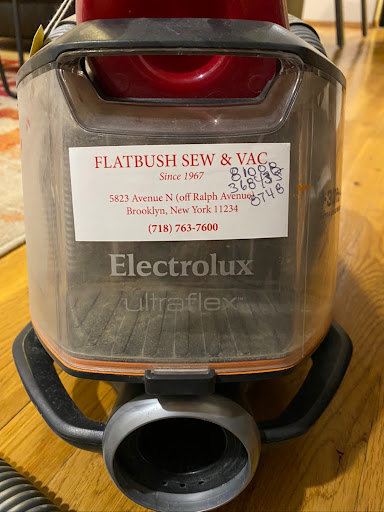 FLATBUSH SEW & VAC
Since 1967
5823 Avenue N (off Ralph Avenue)
Brooklyn, New York 11234
(718) 763-7600
Electrolux
ultraflex